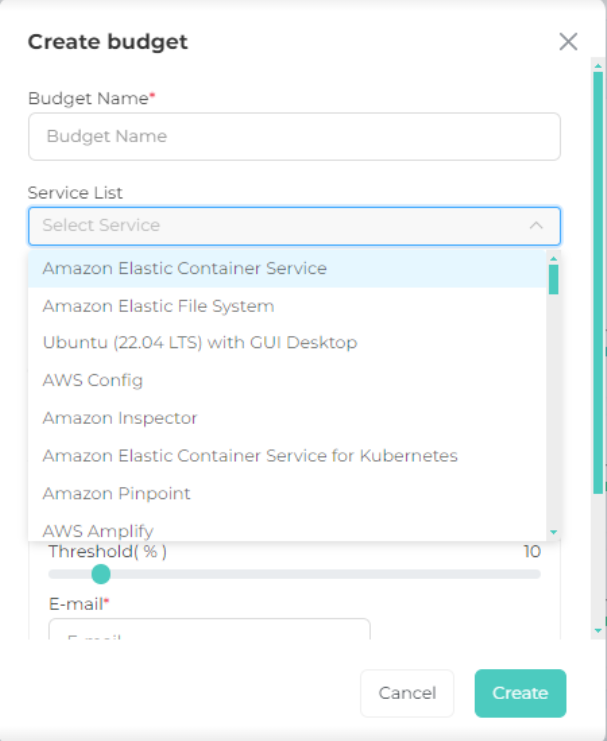 Create budget
Budget Name*
Budget Name
Service List
Select Service
Amazon Elastic Container Service
Amazon Elastic File System
Ubuntu (22.04 LTS) with GUI Desktop
AWS Config
Amazon Inspector
Amazon Elastic Container Service for Kubernetes
Amazon Pinpoint
AWS Amplify
Threshold( % ) 10
E-mail*
E-mail
Cancel Create